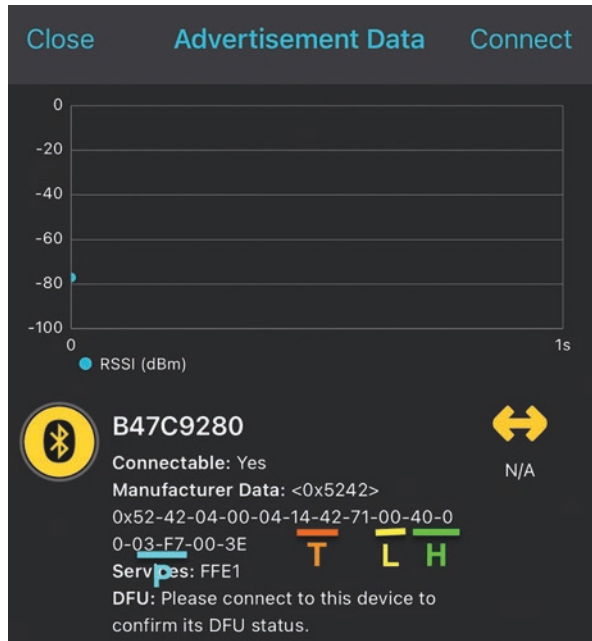 Close Advertisement Data Connect
0
-20
-40
-60
-80
-100
0 1s
RSSI (dBm)
B47C9280
Connectable: Yes
N/A
Manufacturer Data: <0x5242>
0x52-42-04-00-04-14-42-71-00-40-0
0-03-F7-00-3E
T L H
P
Services: FFE1
DFU: Please connect to this device to
confirm its DFU status.